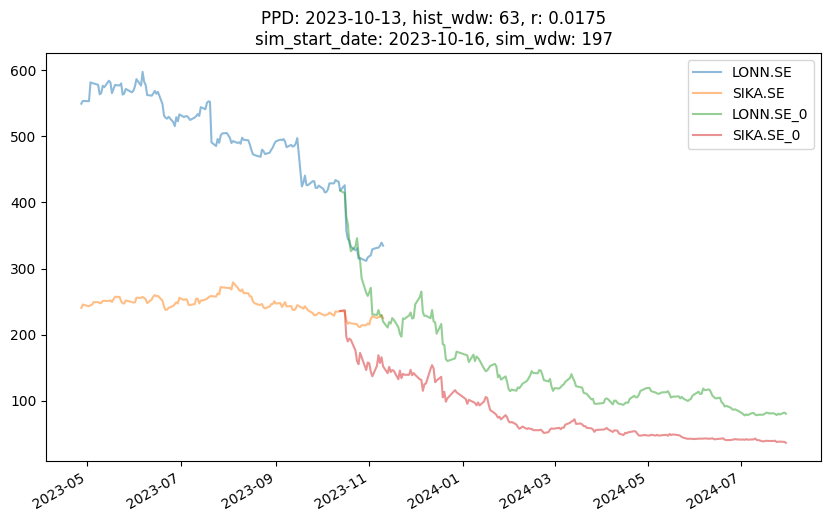 PPD: 2023-10-13, hist_wdw: 63, r: 0.0175
sim_start_date: 2023-10-16, sim_wdw: 197
LONN.SE
SIKA.SE
LONN.SE_0
SIKA.SE_0
600
500
400
300
200
100
2023-05
2023-07
2023-09
2023-11
2024-01
2024-03
2024-05
2024-07